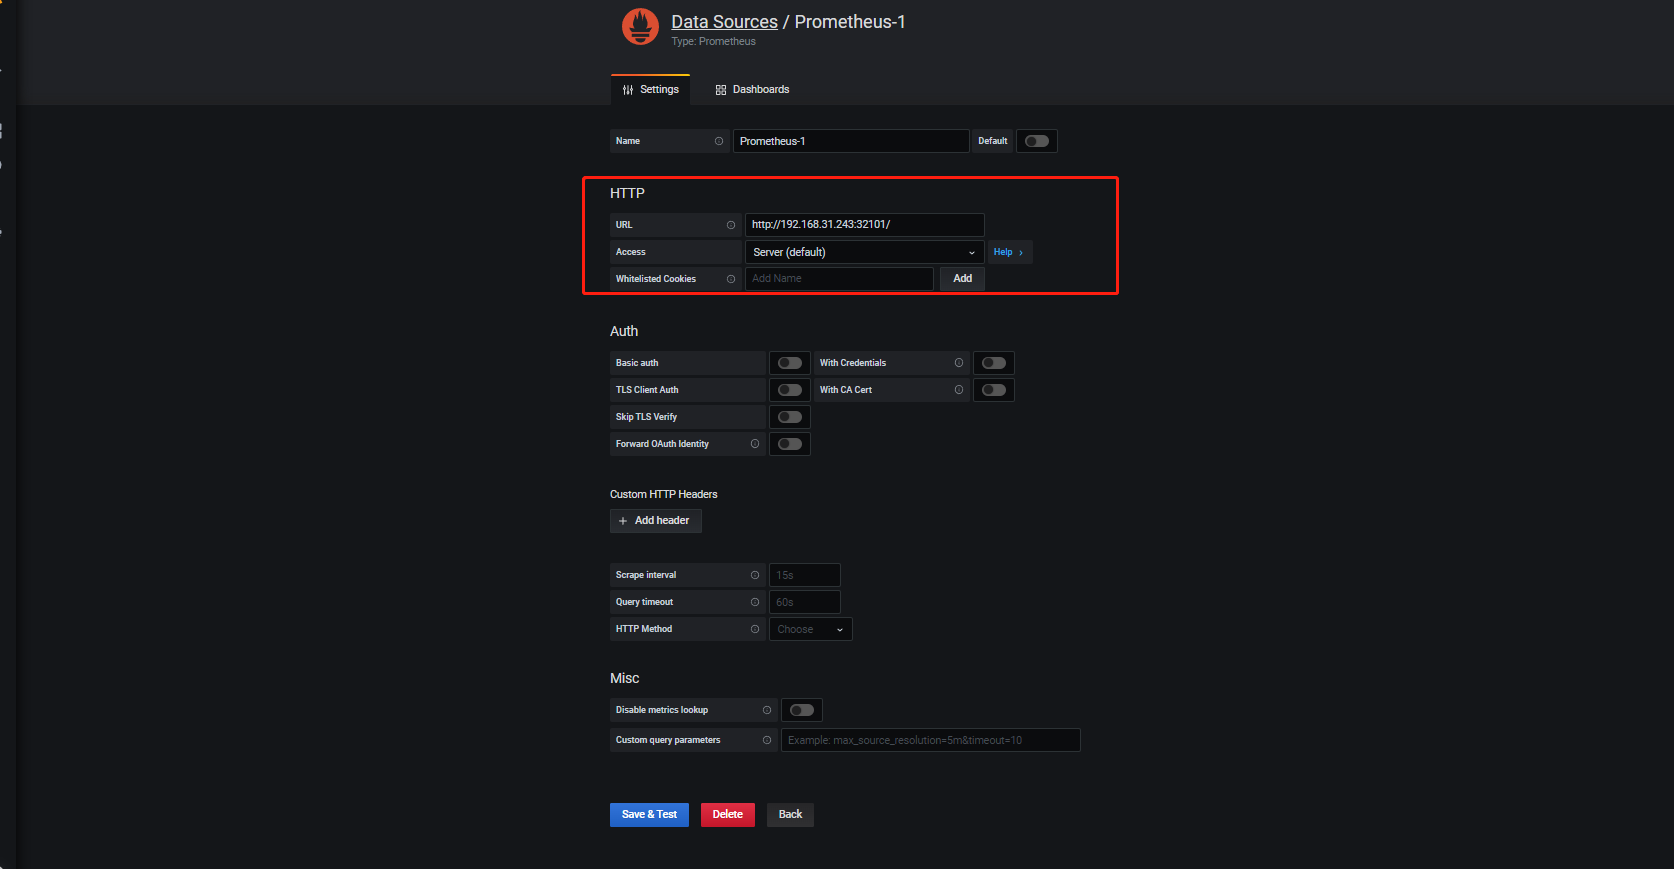 Data Sources / Prometheus-1
Type: Prometheus
Settings
Dashboards
Name
Prometheus-1
Default
HTTP
URL
http://192.168.31.243:32101/
Access
Server (default)
Help ›
Whitelisted Cookies
Add Name
Add
Auth
Basic auth
With Credentials
TLS Client Auth
With CA Cert
Skip TLS Verify
Forward OAuth Identity
Custom HTTP Headers
+ Add header
Scrape interval
15s
Query timeout
60s
HTTP Method
Choose
Misc
Disable metrics lookup
Custom query parameters
Example: max_source_resolution=5m&timeout=10
Save & Test
Delete
Back